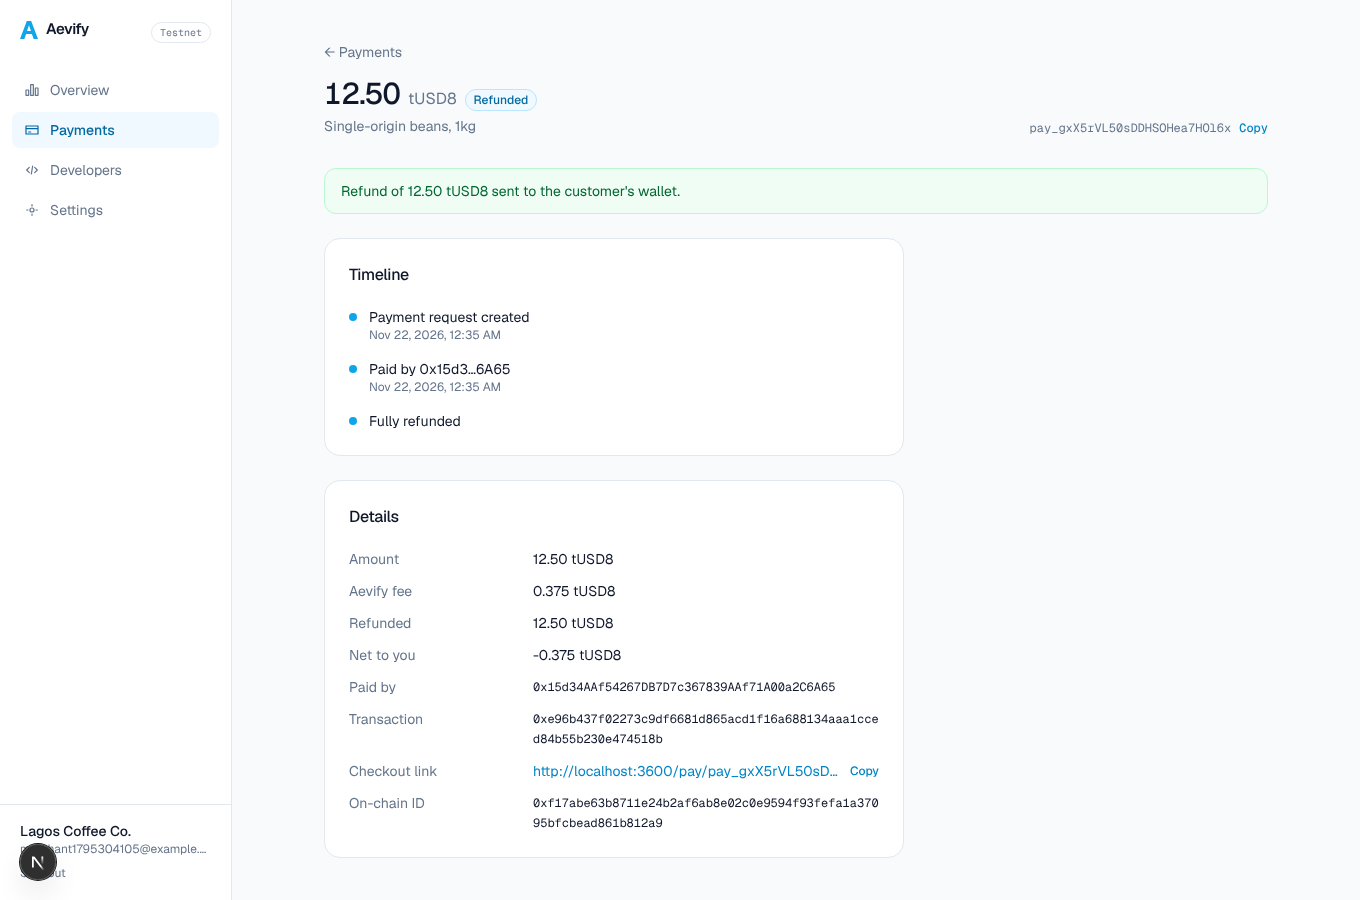 Aevify
Testnet
Overview
Payments
Developers
Settings
← Payments
12.50 tUSD8 Refunded
Single-origin beans, 1kg
pay_gxX5rVL50sDDHSOHea7HOl6x Copy
Refund of 12.50 tUSD8 sent to the customer's wallet.
Timeline
Payment request created
Nov 22, 2026, 12:35 AM
Paid by 0x15d3…6A65
Nov 22, 2026, 12:35 AM
Fully refunded
Details
Amount 12.50 tUSD8
Aevify fee 0.375 tUSD8
Refunded 12.50 tUSD8
Net to you -0.375 tUSD8
Paid by 0x15d34AAf54267DB7D7c367839AAf71A00a2C6A65
Transaction 0xe96b437f02273c9df6681d865acd1f16a688134aaa1cce
d84b55b230e474518b
Checkout link http://localhost:3600/pay/pay_gxX5rVL50sD… Copy
On-chain ID 0xf17abe63b8711e24b2af6ab8e02c0e9594f93fefa1a370
95bfcbead861b812a9
Lagos Coffee Co.
ant1795304105@example.…
N